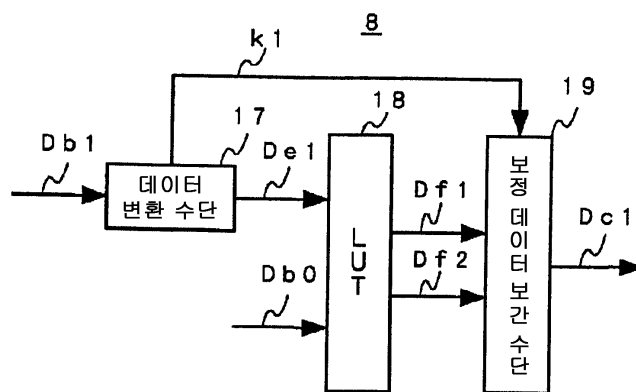 8
k1
17
18
19
Db1
데이터
변환 수단
De1
Db0
LUT
Df1
Df2
보정 데이터 보간 수단
Dc1